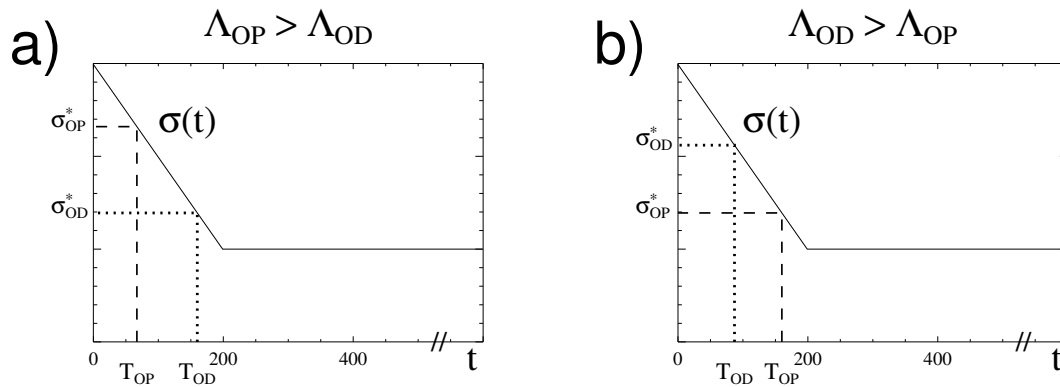 a)
Λ_OP > Λ_OD
σ*_OP
σ(t)
σ*_OD
0 200 400 // t
T_OP T_OD
b)
Λ_OD > Λ_OP
σ*_OD
σ(t)
σ*_OP
0 200 400 // t
T_OD T_OP